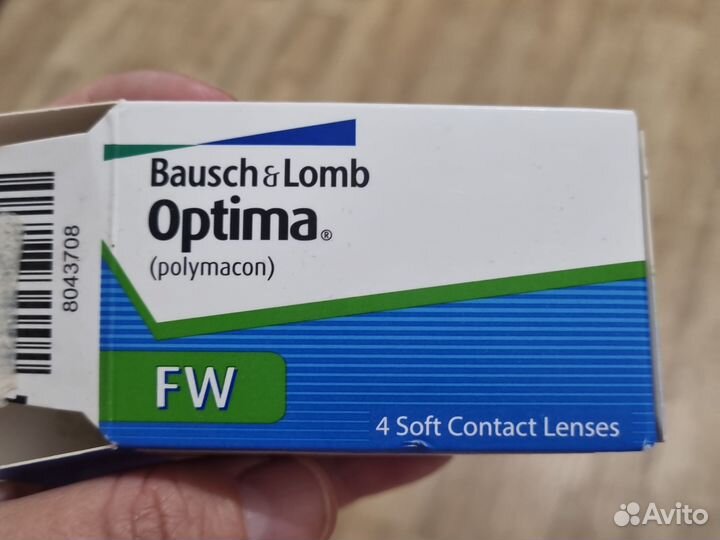 Bausch & Lomb
Optima®
(polymacon)
8043708
FW
4 Soft Contact Lenses
Avito